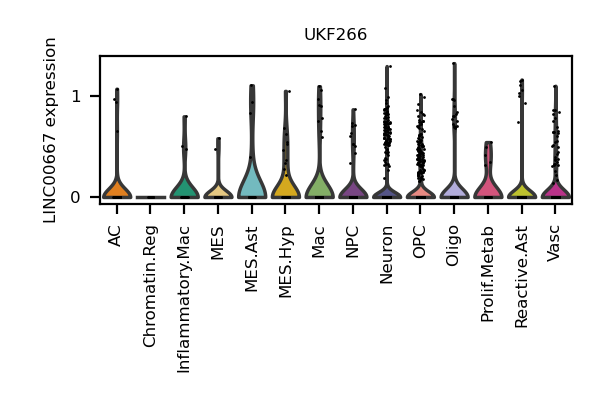 UKF266
LINC00667 expression
1
0
AC
Chromatin.Reg
Inflammatory.Mac
MES
MES.Ast
MES.Hyp
Mac
NPC
Neuron
OPC
Oligo
Prolif.Metab
Reactive.Ast
Vasc